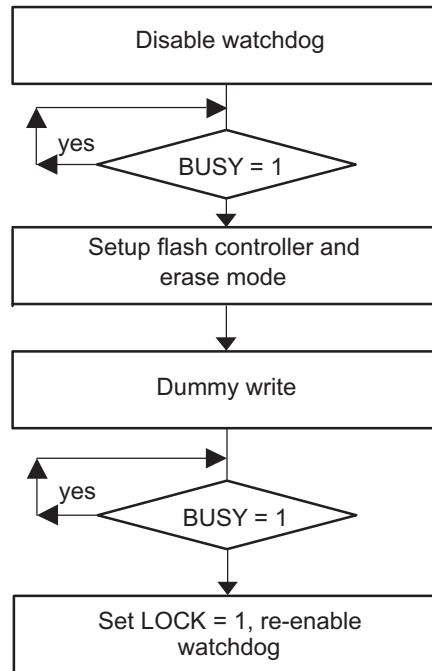 Disable watchdog
yes
BUSY = 1
Setup flash controller and
erase mode
Dummy write
yes
BUSY = 1
Set LOCK = 1, re-enable
watchdog